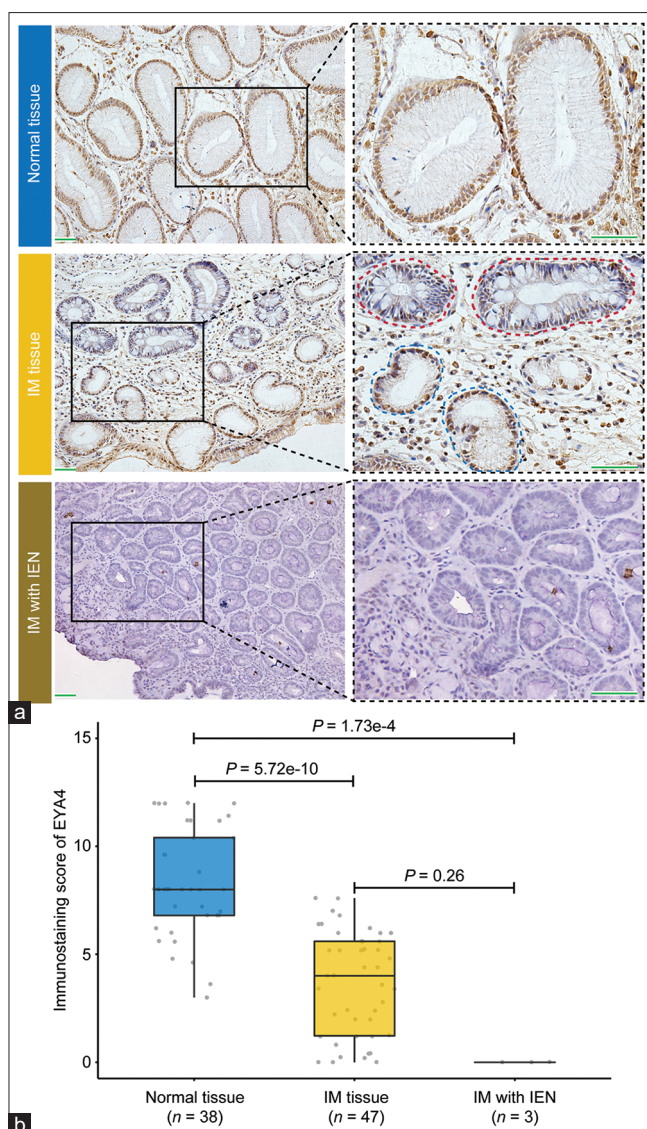 Normal tissue
IM tissue
IM with IEN
a
15
10
5
0
Immunostaining score of EYA4
P = 1.73e-4
P = 5.72e-10
P = 0.26
Normal tissue
(n = 38)
IM tissue
(n = 47)
IM with IEN
(n = 3)
b